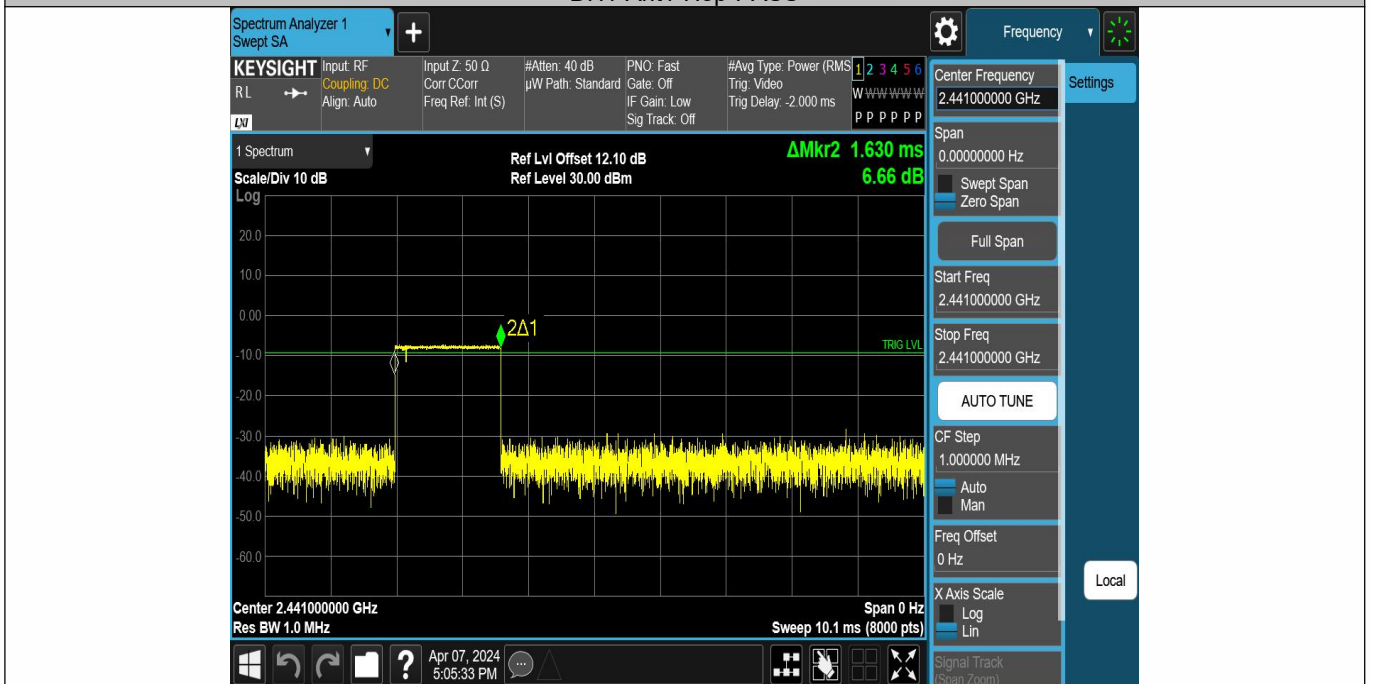 Spectrum Analyzer 1
Swept SA
+
Frequency
KEYSIGHT
RL
LXI
Input: RF
Coupling: DC
Align: Auto
Input Z: 50 Ω
Corr CCorr
Freq Ref: Int (S)
#Atten: 40 dB
µW Path: Standard
PNO: Fast
Gate: Off
IF Gain: Low
Sig Track: Off
#Avg Type: Power (RMS
Trig: Video
Trig Delay: -2.000 ms
1 2 3 4 5 6
W W W W W W
P P P P P P
1 Spectrum
Scale/Div 10 dB
Log
Ref Lvl Offset 12.10 dB
Ref Level 30.00 dBm
ΔMkr2 1.630 ms
6.66 dB
20.0
10.0
0.00
-10.0
-20.0
-30.0
-40.0
-50.0
-60.0
2Δ1
TRIG LVL
Center 2.441000000 GHz
Res BW 1.0 MHz
Span 0 Hz
Sweep 10.1 ms (8000 pts)
?
Apr 07, 2024
5:05:33 PM
Center Frequency
2.441000000 GHz
Settings
Span
0.00000000 Hz
Swept Span
Zero Span
Full Span
Start Freq
2.441000000 GHz
Stop Freq
2.441000000 GHz
AUTO TUNE
CF Step
1.000000 MHz
Auto
Man
Freq Offset
0 Hz
X Axis Scale
Log
Lin
Local
Signal Track
(Span Zoom)